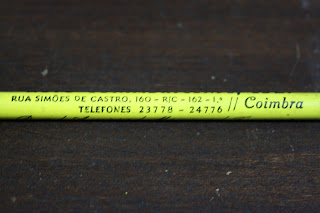 RUA SIMÕES DE CASTRO, 160 - R/C - 162 - 1.º // Coimbra
TELEFONES 23778 - 24776